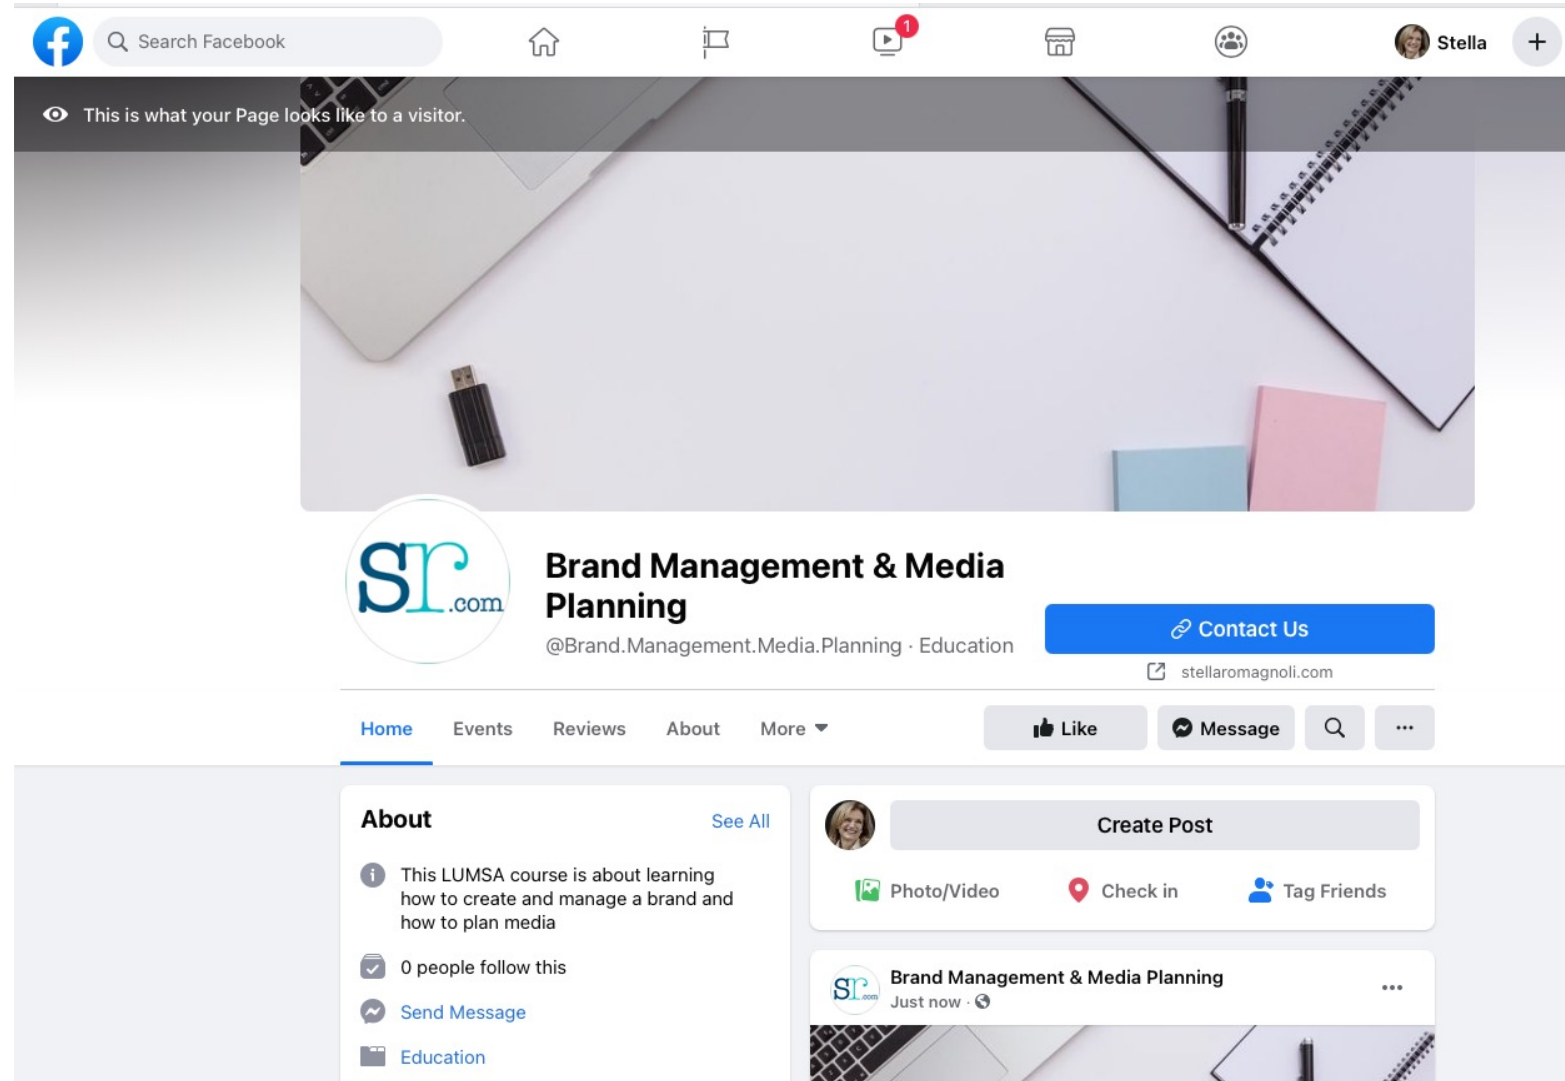 Search Facebook
1
Stella
This is what your Page looks like to a visitor.
sr.com
Brand Management & Media
Planning
@Brand.Management.Media.Planning · Education
Contact Us
stellaromagnoli.com
Home Events Reviews About More
Like Message
About See All
This LUMSA course is about learning
how to create and manage a brand and
how to plan media
0 people follow this
Send Message
Education
Create Post
Photo/Video Check in Tag Friends
sr.com
Brand Management & Media Planning
Just now ·